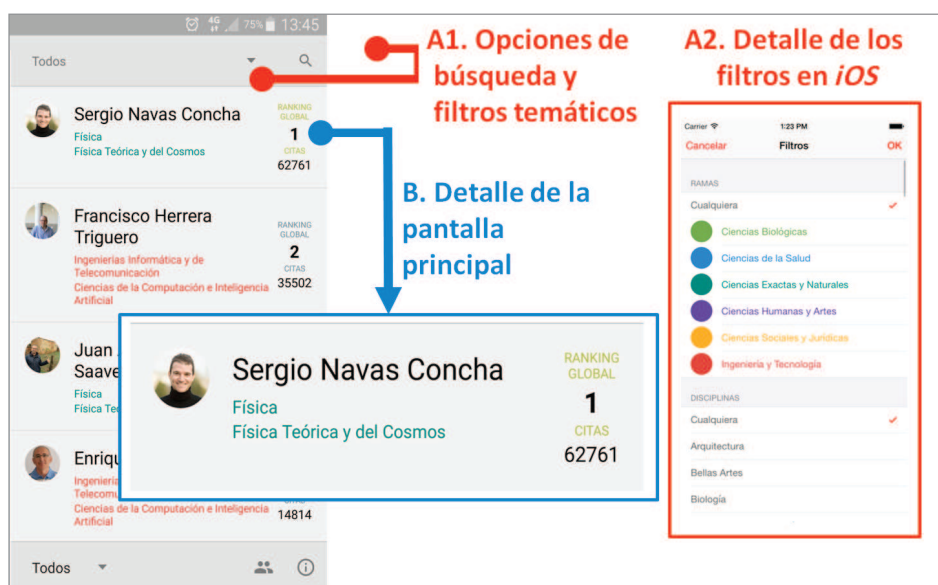 4G 75% 13:45
Todos
Sergio Navas Concha
Física
Física Teórica y del Cosmos
RANKING
GLOBAL
1
CITAS
62761
Francisco Herrera
Triguero
Ingenierías Informática y de
Telecomunicación
Ciencias de la Computación e Inteligencia
Artificial
RANKING
GLOBAL
2
CITAS
35502
Juan
Saave
Física
Física Teó
Enriqu
Ingeniería
Telecomu
Ciencias de la Computación e Inteligencia
Artificial
14814
Todos
A1. Opciones de
búsqueda y
filtros temáticos
B. Detalle de la
pantalla
principal
Sergio Navas Concha
Física
Física Teórica y del Cosmos
RANKING
GLOBAL
1
CITAS
62761
A2. Detalle de los
filtros en iOS
Carrier 1:23 PM
Cancelar Filtros OK
RAMAS
Cualquiera
Ciencias Biológicas
Ciencias de la Salud
Ciencias Exactas y Naturales
Ciencias Humanas y Artes
Ciencias Sociales y Jurídicas
Ingeniería y Tecnología
DISCIPLINAS
Cualquiera
Arquitectura
Bellas Artes
Biología